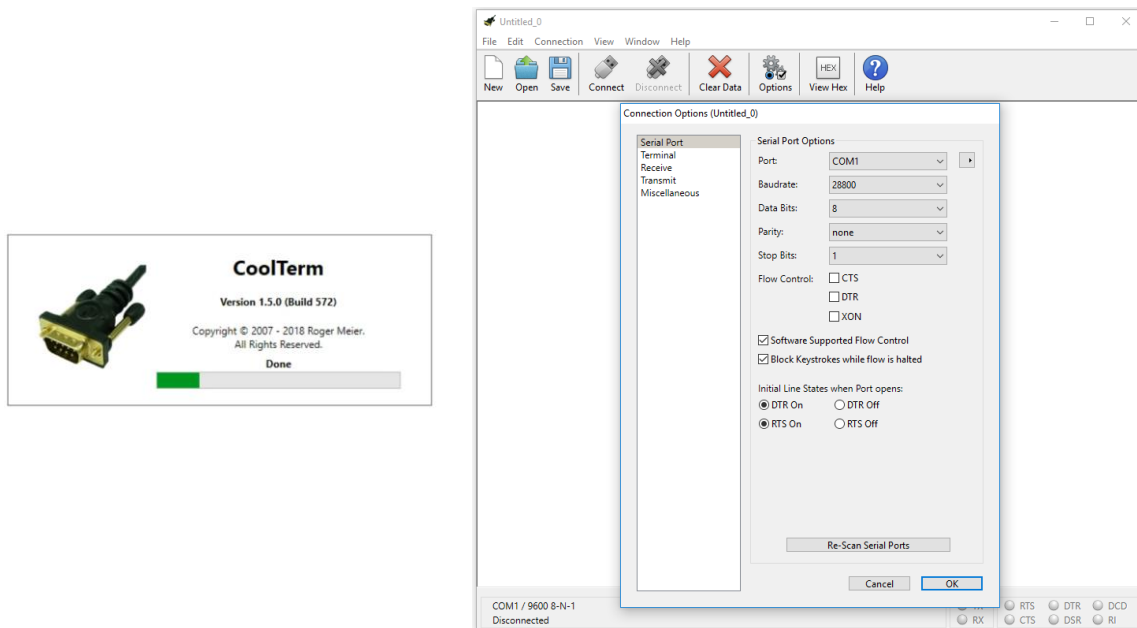 CoolTerm
Version 1.5.0 (Build 572)
Copyright © 2007 - 2018 Roger Meier.
All Rights Reserved.
Done
Untitled_0
File Edit Connection View Window Help
HEX
New Open Save Connect Disconnect Clear Data Options View Hex Help
Connection Options (Untitled_0)
Serial Port
Terminal
Receive
Transmit
Miscellaneous
Serial Port Options
Port: COM1
Baudrate: 28800
Data Bits: 8
Parity: none
Stop Bits: 1
Flow Control: CTS
DTR
XON
Software Supported Flow Control
Block Keystrokes while flow is halted
Initial Line States when Port opens:
DTR On DTR Off
RTS On RTS Off
Re-Scan Serial Ports
Cancel OK
COM1 / 9600 8-N-1
Disconnected
RTS DTR DCD
RX CTS DSR RI